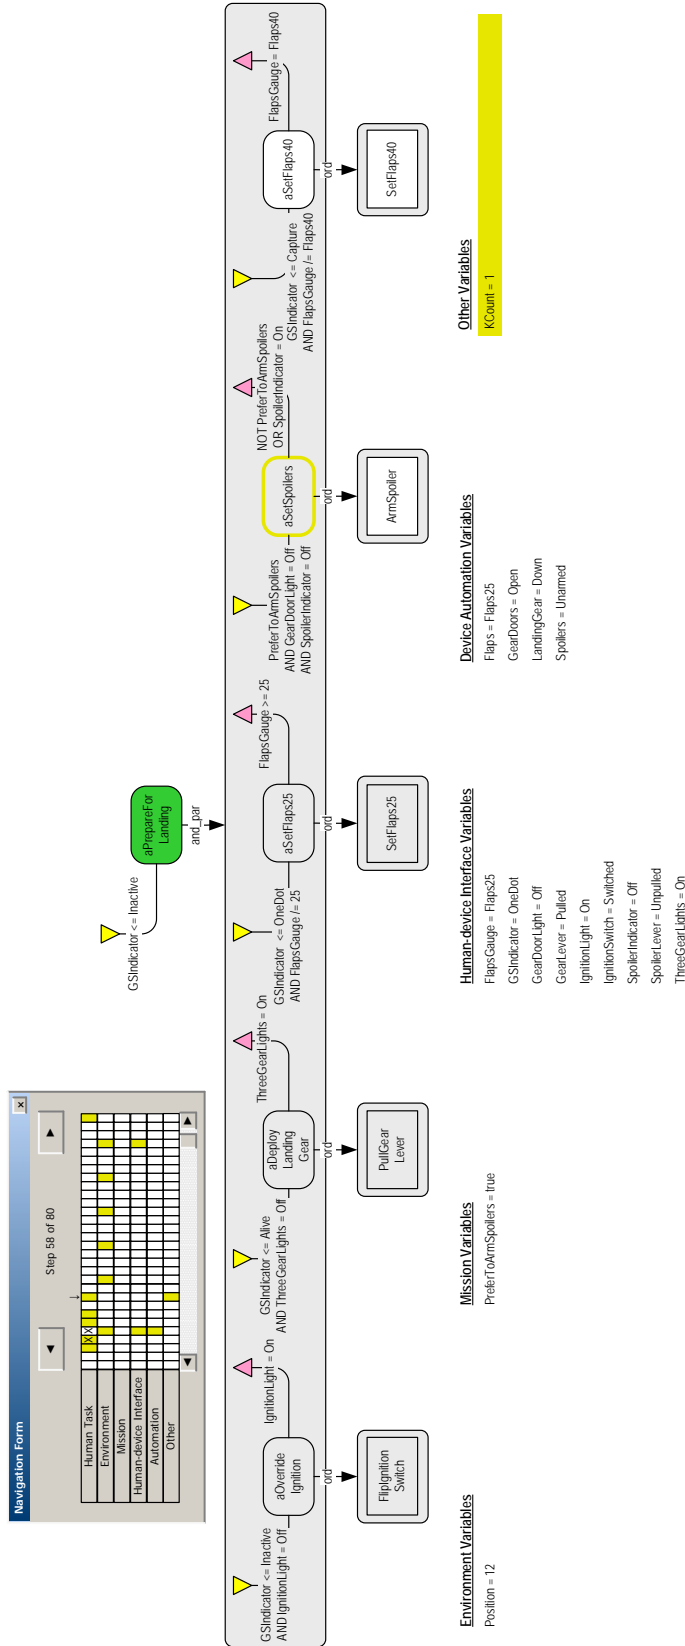 Navigation Form
x
Step 58 of 80
Human Task
Environment
Mission
Human-device Interface
Automation
Other
X X
GSIndicator <= Inactive
aPrepareFor
Landing
and_par
GSIndicator <= Inactive
AND IgnitionLight = Off
aOverride
Ignition
IgnitionLight = On
ord
FlipIgnition
Switch
GSIndicator <= Alive
AND ThreeGearLights = Off
aDeploy
Landing
Gear
ThreeGearLights = On
ord
PullGear
Lever
GSIndicator <= OneDot
AND FlapsGauge /= 25
aSetFlaps25
FlapsGauge >= 25
ord
SetFlaps25
PreferToArmSpoilers
AND GearDoorLight = Off
AND SpoilerIndicator = Off
aSetSpoilers
NOT PreferToArmSpoilers
OR SpoilerIndicator = On
ord
ArmSpoiler
GSIndicator <= Capture
AND FlapsGauge /= Flaps40
aSetFlaps40
FlapsGauge = Flaps40
ord
SetFlaps40
Environment Variables
Position = 12
Mission Variables
PreferToArmSpoilers = true
Human-device Interface Variables
FlapsGauge = Flaps25
GSIndicator = OneDot
GearDoorLight = Off
GearLever = Pulled
IgnitionLight = On
IgnitionSwitch = Switched
SpoilerIndicator = Off
SpoilerLever = Unpulled
ThreeGearLights = On
Device Automation Variables
Flaps = Flaps25
GearDoors = Open
LandingGear = Down
Spoilers = Unarmed
Other Variables
KCount = 1